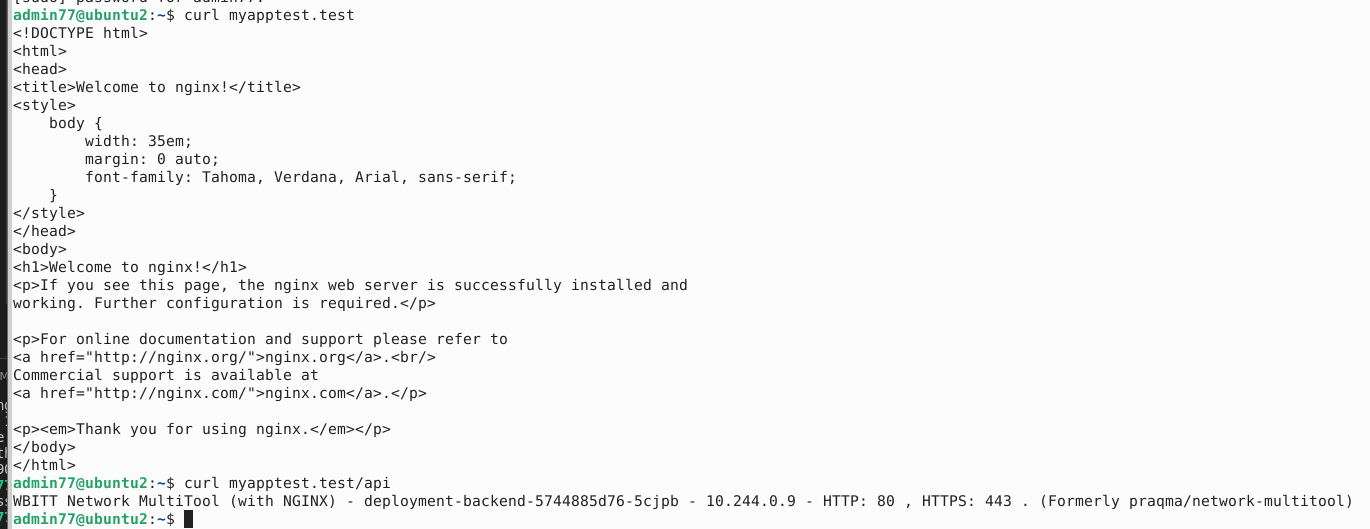 admin77@ubuntu2:~$ curl myapptest.test
<!DOCTYPE html>
<html>
<head>
<title>Welcome to nginx!</title>
<style>
    body {
        width: 35em;
        margin: 0 auto;
        font-family: Tahoma, Verdana, Arial, sans-serif;
    }
</style>
</head>
<body>
<h1>Welcome to nginx!</h1>
<p>If you see this page, the nginx web server is successfully installed and
working. Further configuration is required.</p>

<p>For online documentation and support please refer to
<a href="http://nginx.org/">nginx.org</a>.<br/>
Commercial support is available at
<a href="http://nginx.com/">nginx.com</a>.</p>

<p><em>Thank you for using nginx.</em></p>
</body>
</html>
admin77@ubuntu2:~$ curl myapptest.test/api
WBITT Network MultiTool (with NGINX) - deployment-backend-5744885d76-5cjpb - 10.244.0.9 - HTTP: 80 , HTTPS: 443 . (Formerly praqma/network-multitool)
admin77@ubuntu2:~$